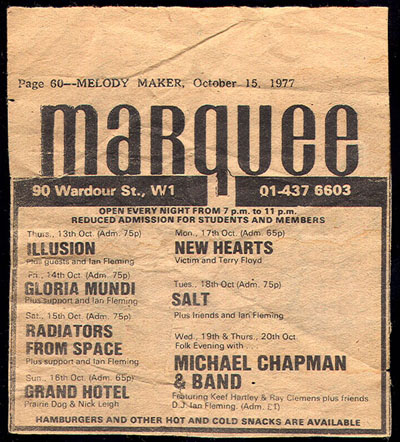 Page 60—MELODY MAKER, October 15, 1977
marquee
90 Wardour St., W1
01-437 6603
OPEN EVERY NIGHT FROM 7 p.m. to 11 p.m.
REDUCED ADMISSION FOR STUDENTS AND MEMBERS
Thurs., 13th Oct. (Adm. 75p)
ILLUSION
Plus guests and Ian Fleming
Fri., 14th Oct (Adm. 75p)
GLORIA MUNDI
Plus support and Ian Fleming
Sat., 15th Oct. (Adm. 75p)
RADIATORS
FROM SPACE
Plus support and Ian Fleming
Sun., 16th Oct. (Adm. 65p)
GRAND HOTEL
Prairie Dog & Nick Leigh
Mon., 17th Oct. (Adm. 65p)
NEW HEARTS
Victim and Terry Floyd
Tues., 18th Oct (Adm. 75p)
SALT
Plus friends and Ian Fleming
Wed., 19th & Thurs., 20th Oct.
Folk Evening with
MICHAEL CHAPMAN
& BAND
Featuring Keef Hartley & Ray Clemens plus friends
D.J. Ian Fleming. (Adm. £1)
HAMBURGERS AND OTHER HOT AND COLD SNACKS ARE AVAILABLE